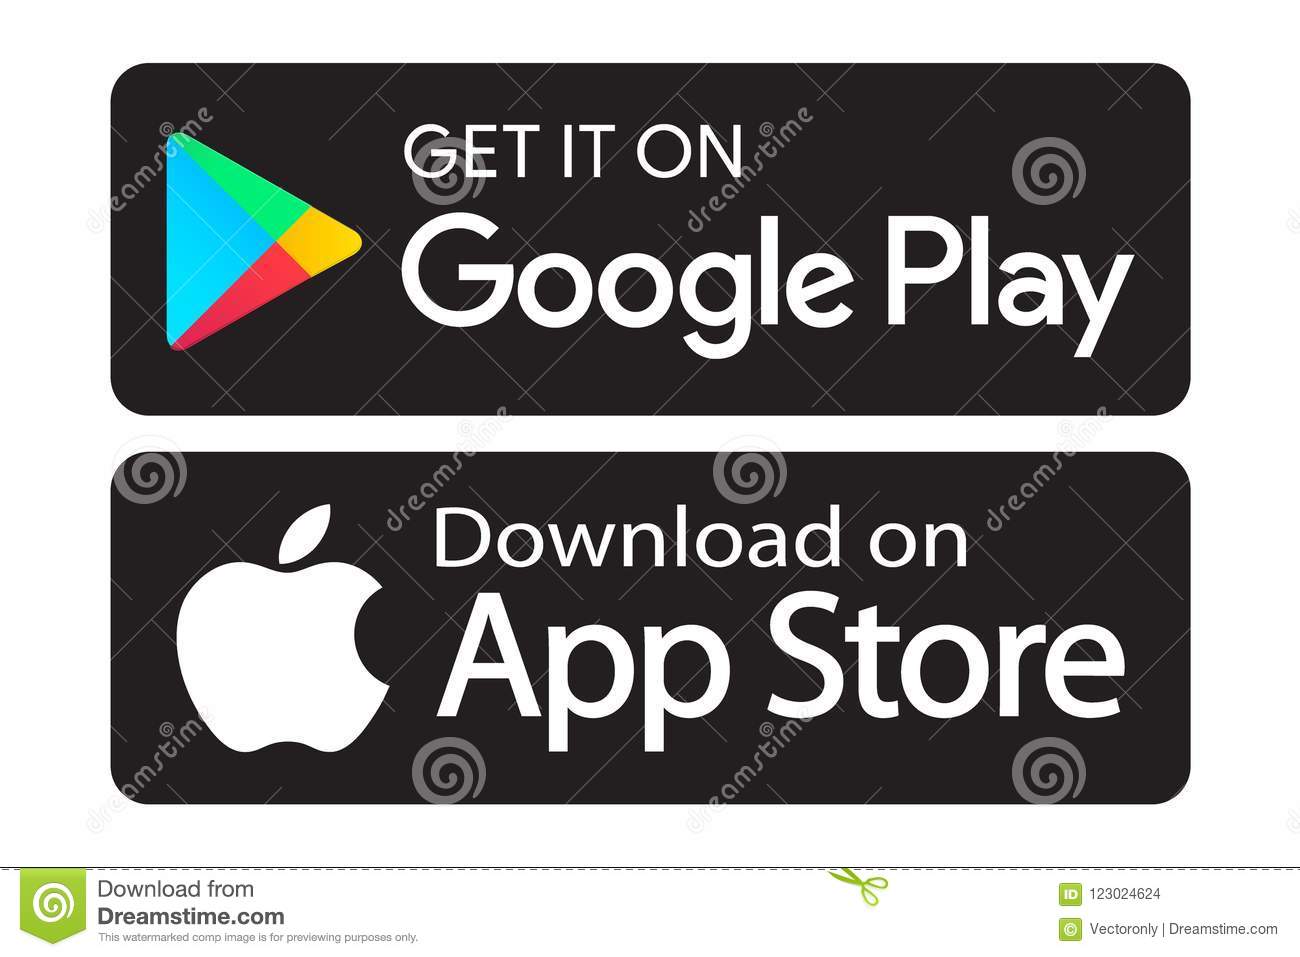 GET IT ON
Google Play
Download on
App Store
dreamstime
Download from
Dreamstime.com
This watermarked comp image is for previewing purposes only.
ID 123024624
© Vectoronly | Dreamstime.com